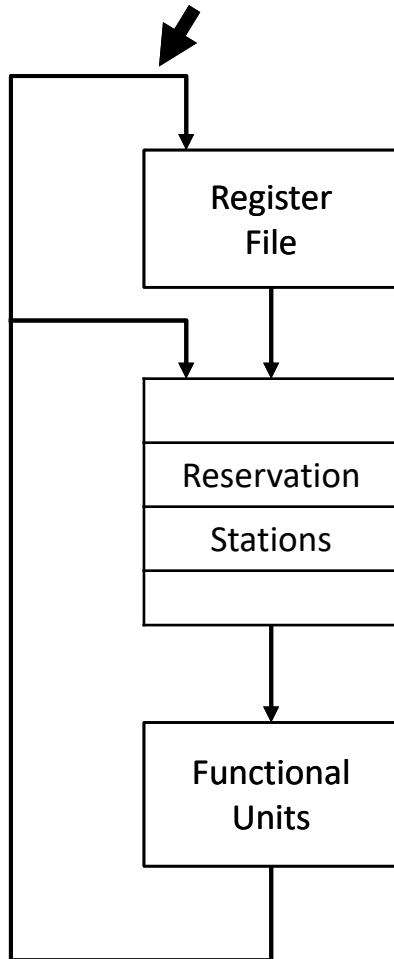 Register
File
Reservation
Stations
Functional
Units